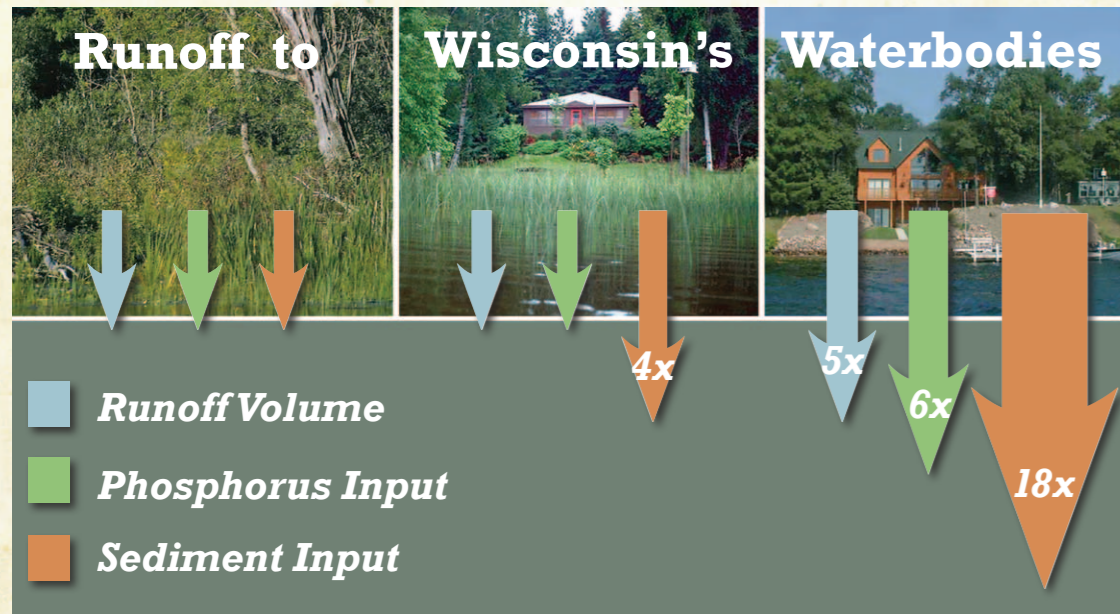 Runoff to Wisconsin's Waterbodies
4x
5x
6x
18x
Runoff Volume
Phosphorus Input
Sediment Input